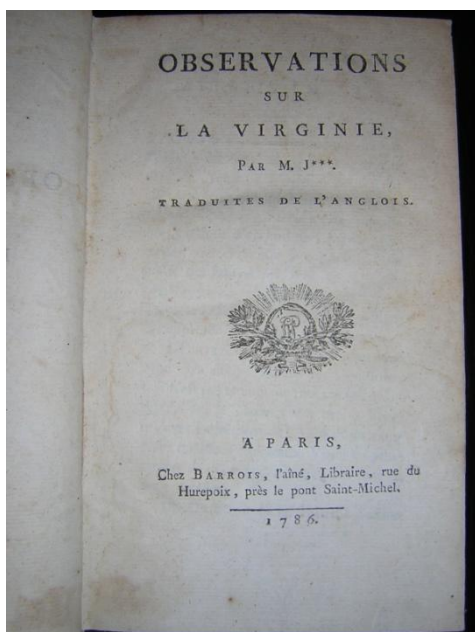 OBSERVATIONS
SUR
LA VIRGINIE,
PAR M. J***.
TRADUITES DE L'ANGLOIS.
A PARIS,
Chez BARROIS, l'aîné, Libraire, rue du
Hurepoix, près le pont Saint-Michel.
1786.